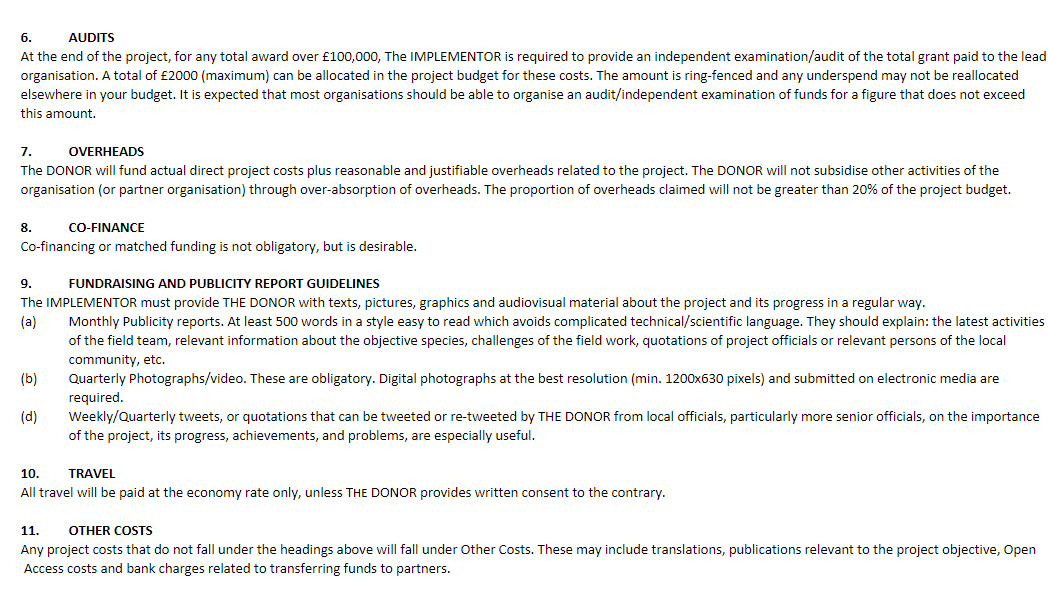 6. AUDITS
At the end of the project, for any total award over £100,000, The IMPLEMENTOR is required to provide an independent examination/audit of the total grant paid to the lead
organisation. A total of £2000 (maximum) can be allocated in the project budget for these costs. The amount is ring-fenced and any underspend may not be reallocated
elsewhere in your budget. It is expected that most organisations should be able to organise an audit/independent examination of funds for a figure that does not exceed
this amount.
7. OVERHEADS
The DONOR will fund actual direct project costs plus reasonable and justifiable overheads related to the project. The DONOR will not subsidise other activities of the
organisation (or partner organisation) through over-absorption of overheads. The proportion of overheads claimed will not be greater than 20% of the project budget.
8. CO-FINANCE
Co-financing or matched funding is not obligatory, but is desirable.
9. FUNDRAISING AND PUBLICITY REPORT GUIDELINES
The IMPLEMENTOR must provide THE DONOR with texts, pictures, graphics and audiovisual material about the project and its progress in a regular way.
(a) Monthly Publicity reports. At least 500 words in a style easy to read which avoids complicated technical/scientific language. They should explain: the latest activities
of the field team, relevant information about the objective species, challenges of the field work, quotations of project officials or relevant persons of the local
community, etc.
(b) Quarterly Photographs/video. These are obligatory. Digital photographs at the best resolution (min. 1200x630 pixels) and submitted on electronic media are
required.
(d) Weekly/Quarterly tweets, or quotations that can be tweeted or re-tweeted by THE DONOR from local officials, particularly more senior officials, on the importance
of the project, its progress, achievements, and problems, are especially useful.
10. TRAVEL
All travel will be paid at the economy rate only, unless THE DONOR provides written consent to the contrary.
11. OTHER COSTS
Any project costs that do not fall under the headings above will fall under Other Costs. These may include translations, publications relevant to the project objective, Open
Access costs and bank charges related to transferring funds to partners.